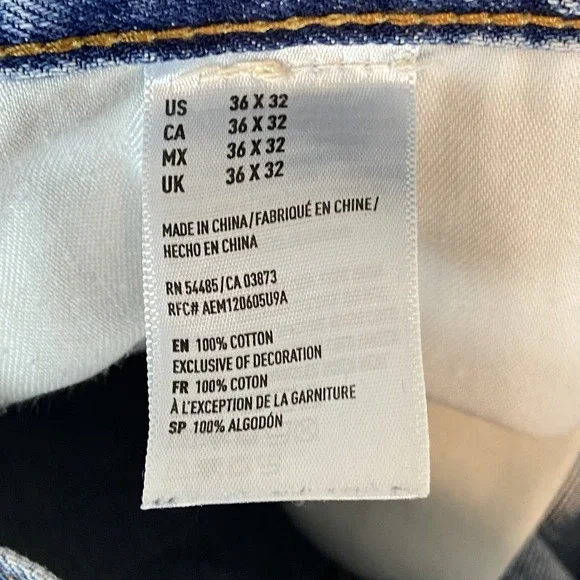 US 36 X 32
CA 36 X 32
MX 36 X 32
UK 36 X 32
MADE IN CHINA/FABRIQUÉ EN CHINE/
HECHO EN CHINA
RN 54485/CA 03873
RFC# AEM120605U9A
EN 100% COTTON
EXCLUSIVE OF DECORATION
FR 100% COTON
À L'EXCEPTION DE LA GARNITURE
SP 100% ALGODÓN